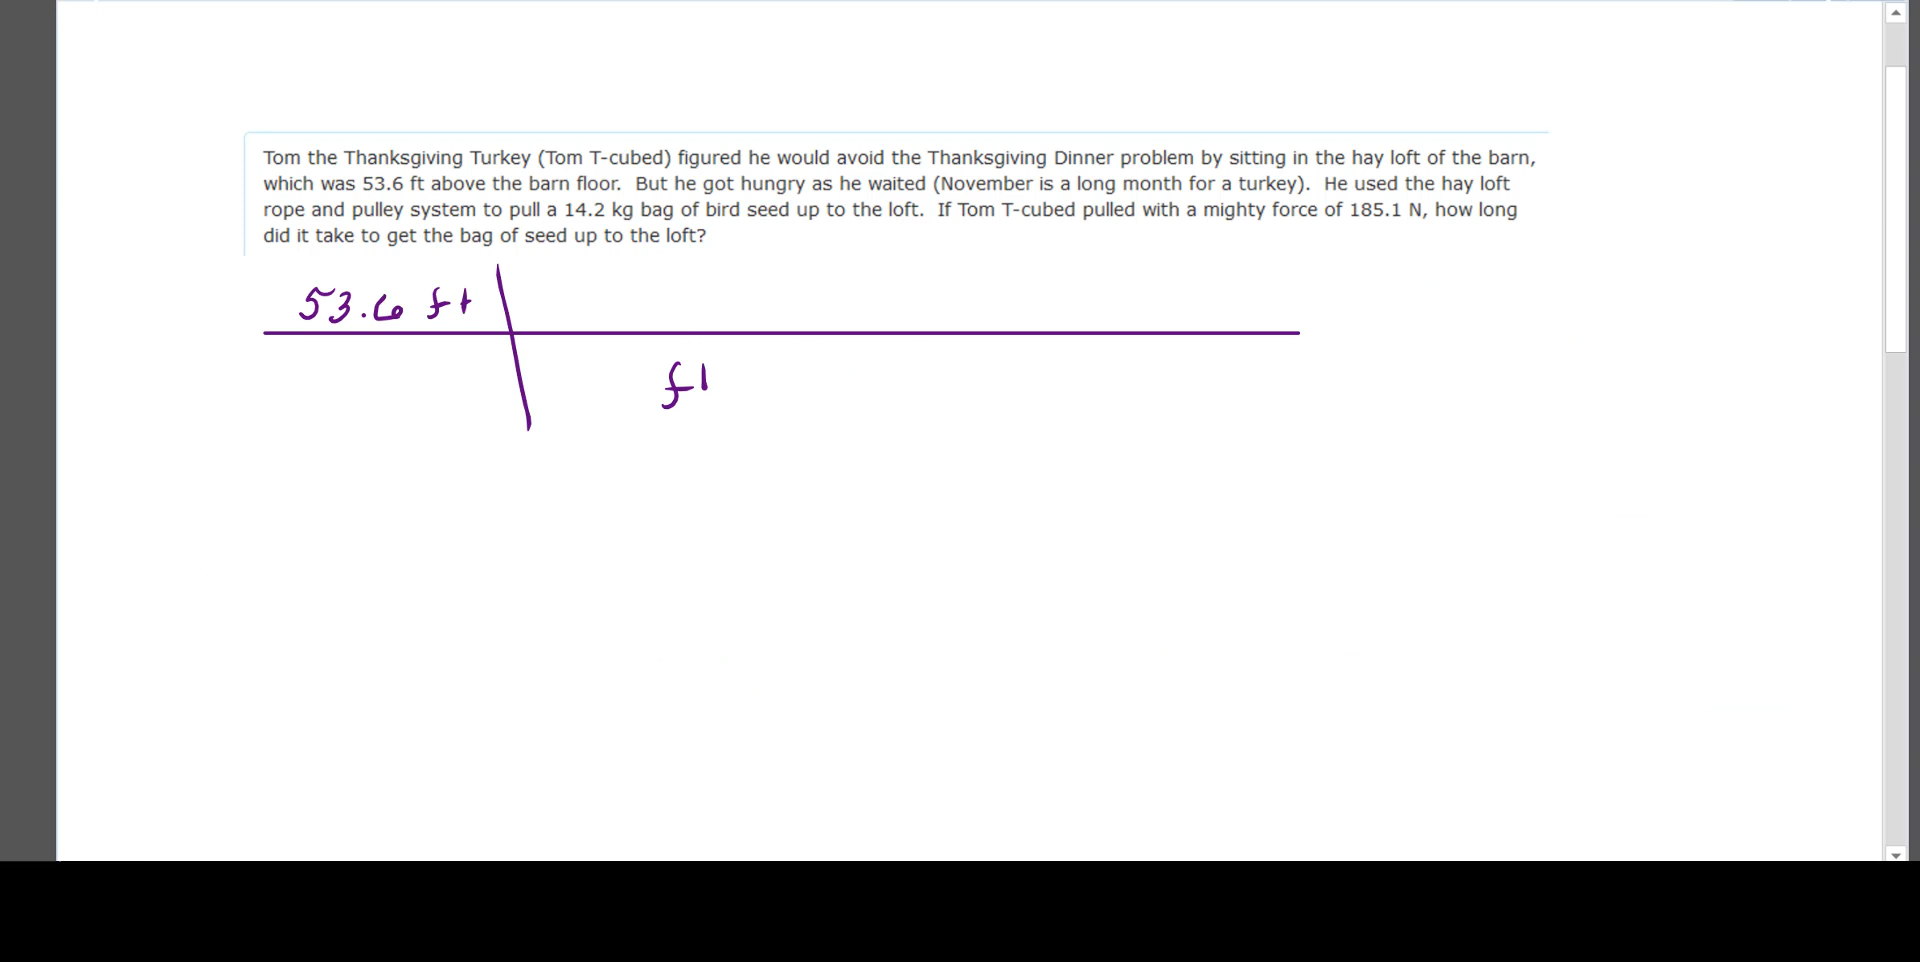 Tom the Thanksgiving Turkey (Tom T-cubed) figured he would avoid the Thanksgiving Dinner problem by sitting in the hay loft of the barn,
which was 53.6 ft above the barn floor.  But he got hungry as he waited (November is a long month for a turkey).  He used the hay loft
rope and pulley system to pull a 14.2 kg bag of bird seed up to the loft.  If Tom T-cubed pulled with a mighty force of 185.1 N, how long
did it take to get the bag of seed up to the loft?
53.6 ft